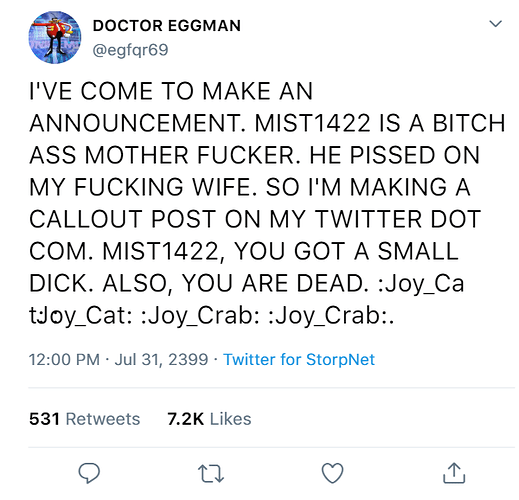 DOCTOR EGGMAN
@egfqr69
I'VE COME TO MAKE AN
ANNOUNCEMENT. MIST1422 IS A BITCH
ASS MOTHER FUCKER. HE PISSED ON
MY FUCKING WIFE. SO I'M MAKING A
CALLOUT POST ON MY TWITTER DOT
COM. MIST1422, YOU GOT A SMALL
DICK. ALSO, YOU ARE DEAD. :Joy_Ca
t:Joy_Cat: :Joy_Crab: :Joy_Crab:.
12:00 PM · Jul 31, 2399 · Twitter for StorpNet
531 Retweets 7.2K Likes